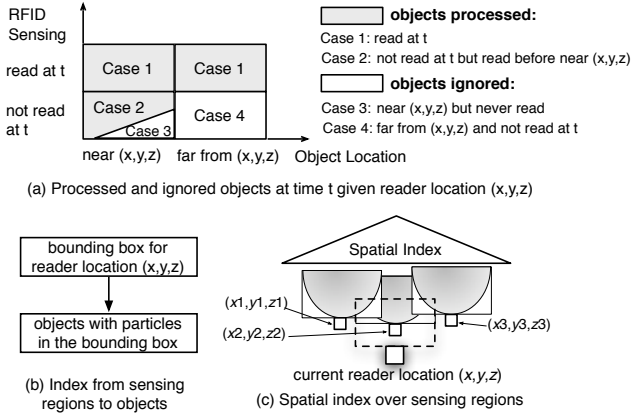 RFID
Sensing
read at t
not read
at t
Case 1
Case 1
Case 2
Case 3
Case 4
near (x,y,z)
far from (x,y,z)
Object Location
objects processed:
Case 1: read at t
Case 2: not read at t but read before near (x,y,z)
objects ignored:
Case 3: near (x,y,z) but never read
Case 4: far from (x,y,z) and not read at t
(a) Processed and ignored objects at time t given reader location (x,y,z)
bounding box for
reader location (x,y,z)
objects with particles
in the bounding box
(b) Index from sensing
regions to objects
Spatial Index
(x1,y1,z1)
(x2,y2,z2)
(x3,y3,z3)
current reader location (x,y,z)
(c) Spatial index over sensing regions